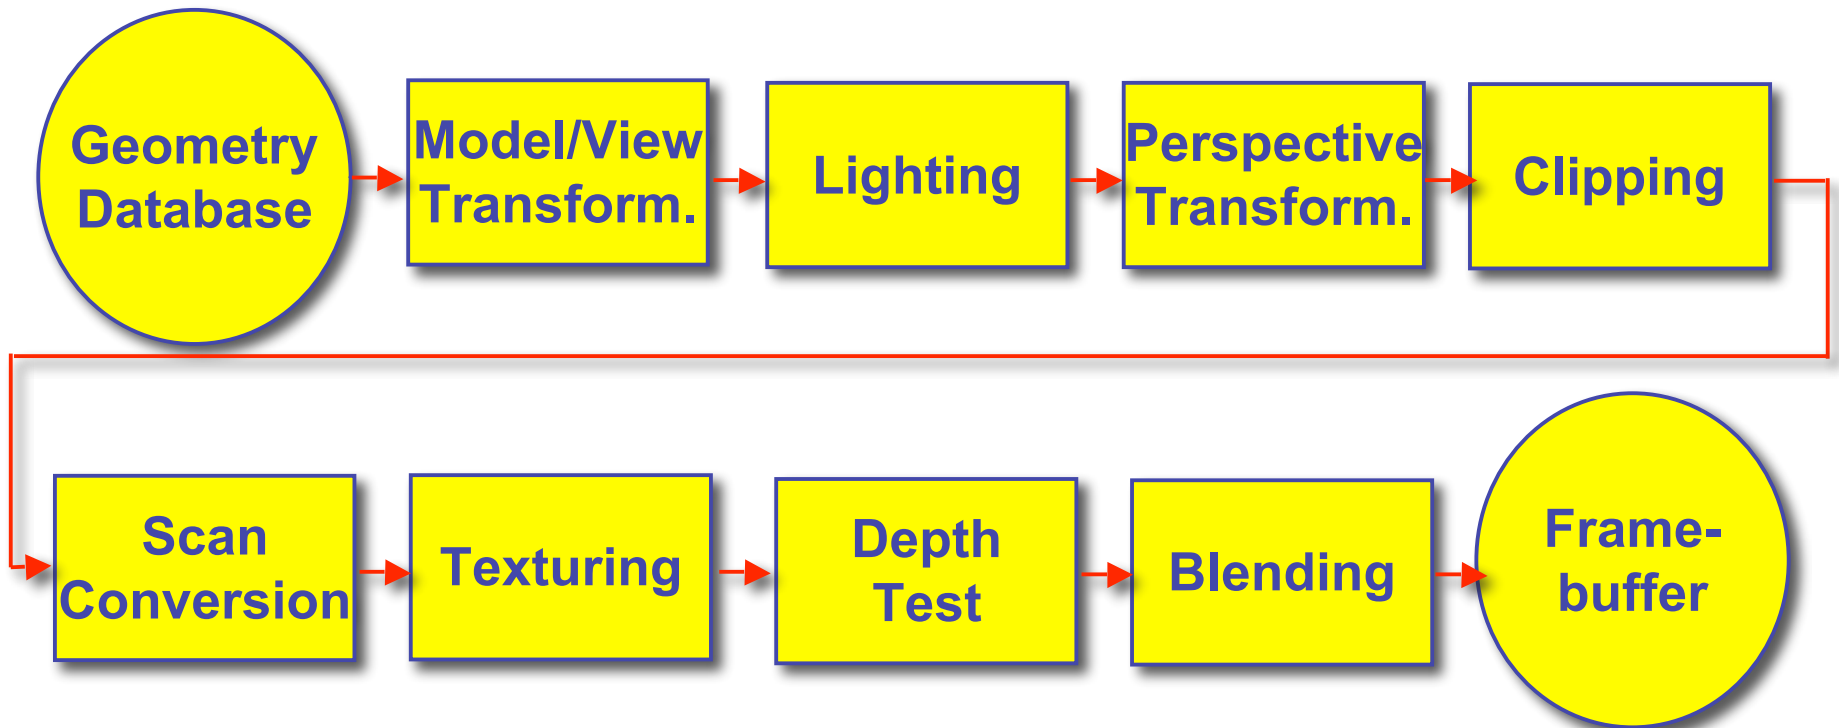 Geometry
Database
Model/View
Transform.
Lighting
Perspective
Transform.
Clipping
Scan
Conversion
Texturing
Depth
Test
Blending
Frame-
buffer